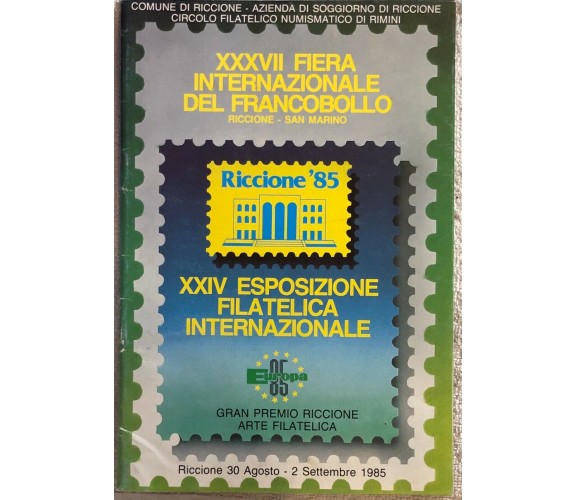 COMUNE DI RICCIONE - AZIENDA DI SOGGIORNO DI RICCIONE
CIRCOLO FILATELICO NUMISMATICO DI RIMINI
XXXVII FIERA
INTERNAZIONALE
DEL FRANCOBOLLO
RICCIONE - SAN MARINO
Riccione '85
XXIV ESPOSIZIONE
FILATELICA
INTERNAZIONALE
Europa
85
GRAN PREMIO RICCIONE
ARTE FILATELICA
Riccione 30 Agosto - 2 Settembre 1985